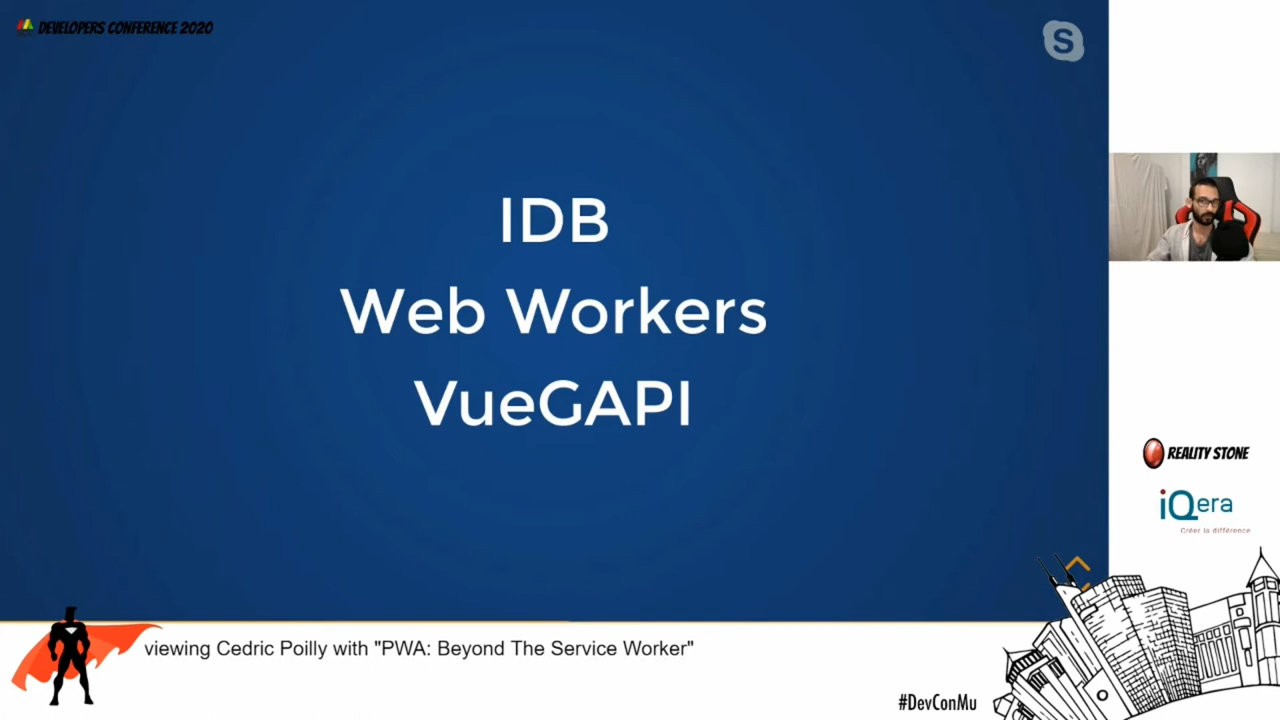 DEVELOPERS CONFERENCE 2020
S
IDB
Web Workers
VueGAPI
REALITY STONE
iQera
Créer la différence
viewing Cedric Poilly with "PWA: Beyond The Service Worker"
#DevConMu